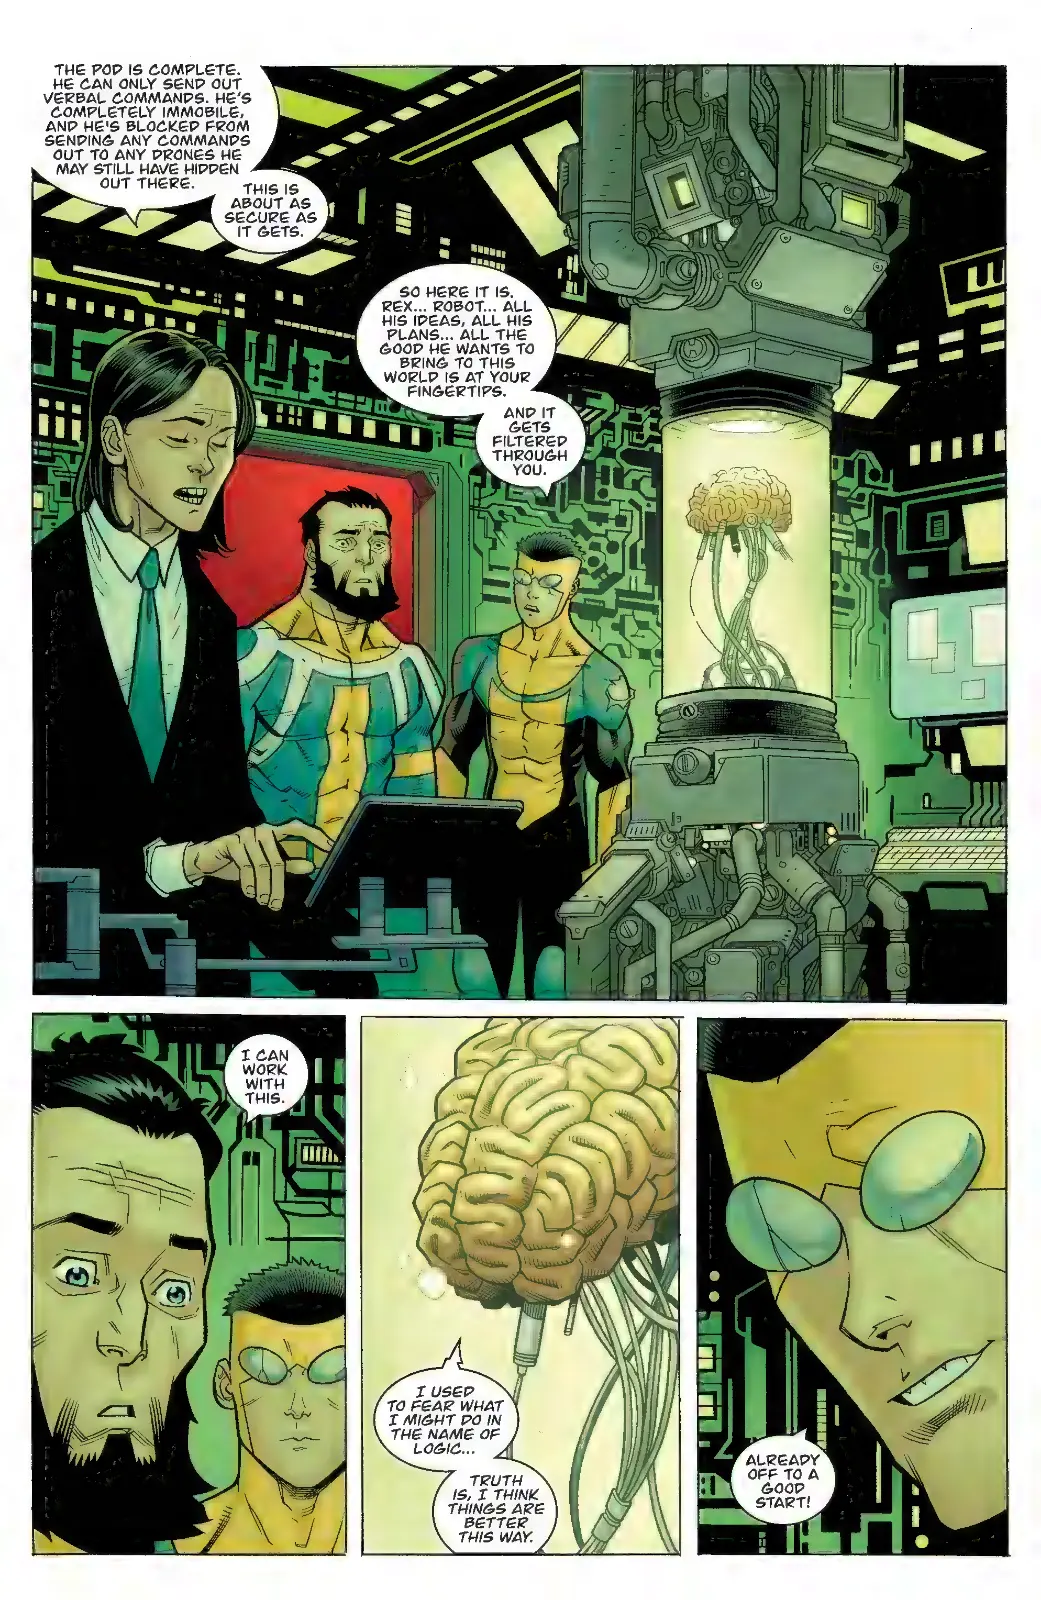 THE POD IS COMPLETE.
HE CAN ONLY SEND OUT
VERBAL COMMANDS. HE'S
COMPLETELY IMMOBILE,
AND HE'S BLOCKED FROM
SENDING ANY COMMANDS
OUT TO ANY DRONES HE
MAY STILL HAVE HIDDEN
OUT THERE.
THIS IS
ABOUT AS
SECURE AS
IT GETS.
SO HERE IT IS.
REX... ROBOT... ALL
HIS IDEAS, ALL HIS
PLANS... ALL THE
GOOD HE WANTS TO
BRING TO THIS
WORLD IS AT YOUR
FINGERTIPS.
AND IT
GETS
FILTERED
THROUGH
YOU.
I CAN
WORK
WITH
THIS.
I USED
TO FEAR WHAT
I MIGHT DO IN
THE NAME OF
LOGIC...
TRUTH
IS, I THINK
THINGS ARE
BETTER
THIS WAY.
ALREADY
OFF TO A
GOOD
START!